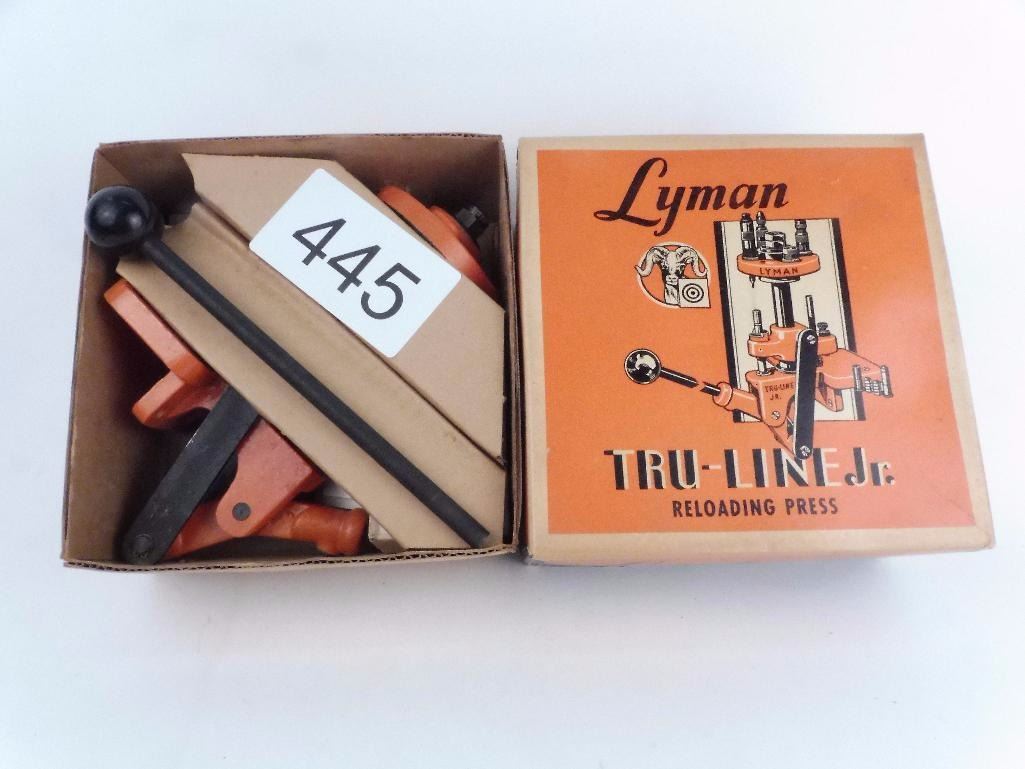 445
Lyman
LYMAN
TRU-LINE
JR.
TRU-LINE Jr.
RELOADING PRESS